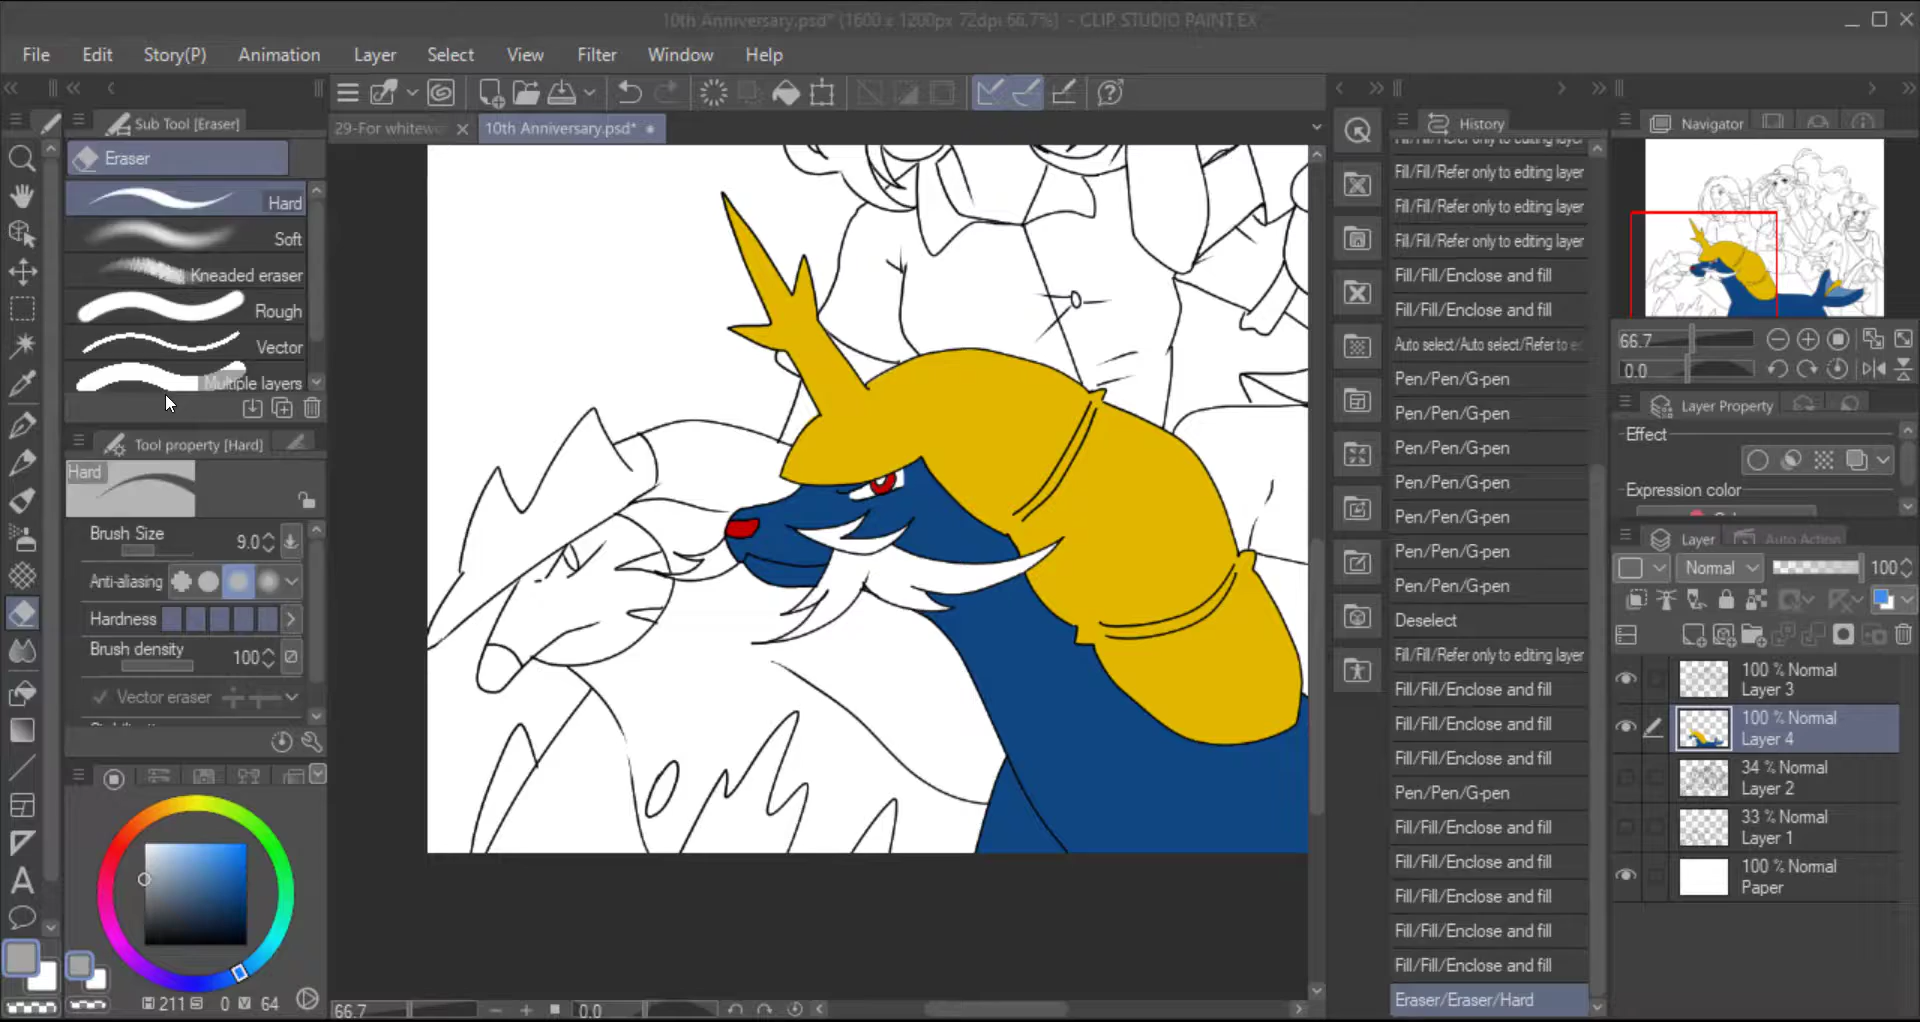 10th Anniversary.psd* (1600 x 1200px 72dpi 66.7%) - CLIP STUDIO PAINT EX
File Edit Story(P) Animation Layer Select View Filter Window Help
Sub Tool [Eraser]
Eraser
Hard
Soft
Kneaded eraser
Rough
Vector
Multiple layers
Tool property [Hard]
Hard
Brush Size 9.0
Anti-aliasing
Hardness
Brush density 100
Vector eraser
H 211 S 0 V 64
10th Anniversary.psd*
66.7 0.0
History
Fill/Fill/Refer only to editing layer
Fill/Fill/Refer only to editing layer
Fill/Fill/Refer only to editing layer
Fill/Fill/Refer only to editing layer
Fill/Fill/Enclose and fill
Fill/Fill/Enclose and fill
Auto select/Auto select/Refer to
Pen/Pen/G-pen
Pen/Pen/G-pen
Pen/Pen/G-pen
Pen/Pen/G-pen
Pen/Pen/G-pen
Pen/Pen/G-pen
Pen/Pen/G-pen
Deselect
Fill/Fill/Refer only to editing layer
Fill/Fill/Enclose and fill
Fill/Fill/Enclose and fill
Fill/Fill/Enclose and fill
Pen/Pen/G-pen
Fill/Fill/Enclose and fill
Fill/Fill/Enclose and fill
Fill/Fill/Enclose and fill
Fill/Fill/Enclose and fill
Fill/Fill/Enclose and fill
Eraser/Eraser/Hard
Navigator
66.7
0.0
Layer Property
Effect
Expression color
Layer Auto Action
Normal 100
100 % Normal
Layer 3
100 % Normal
Layer 4
34 % Normal
Layer 2
33 % Normal
Layer 1
100 % Normal
Paper